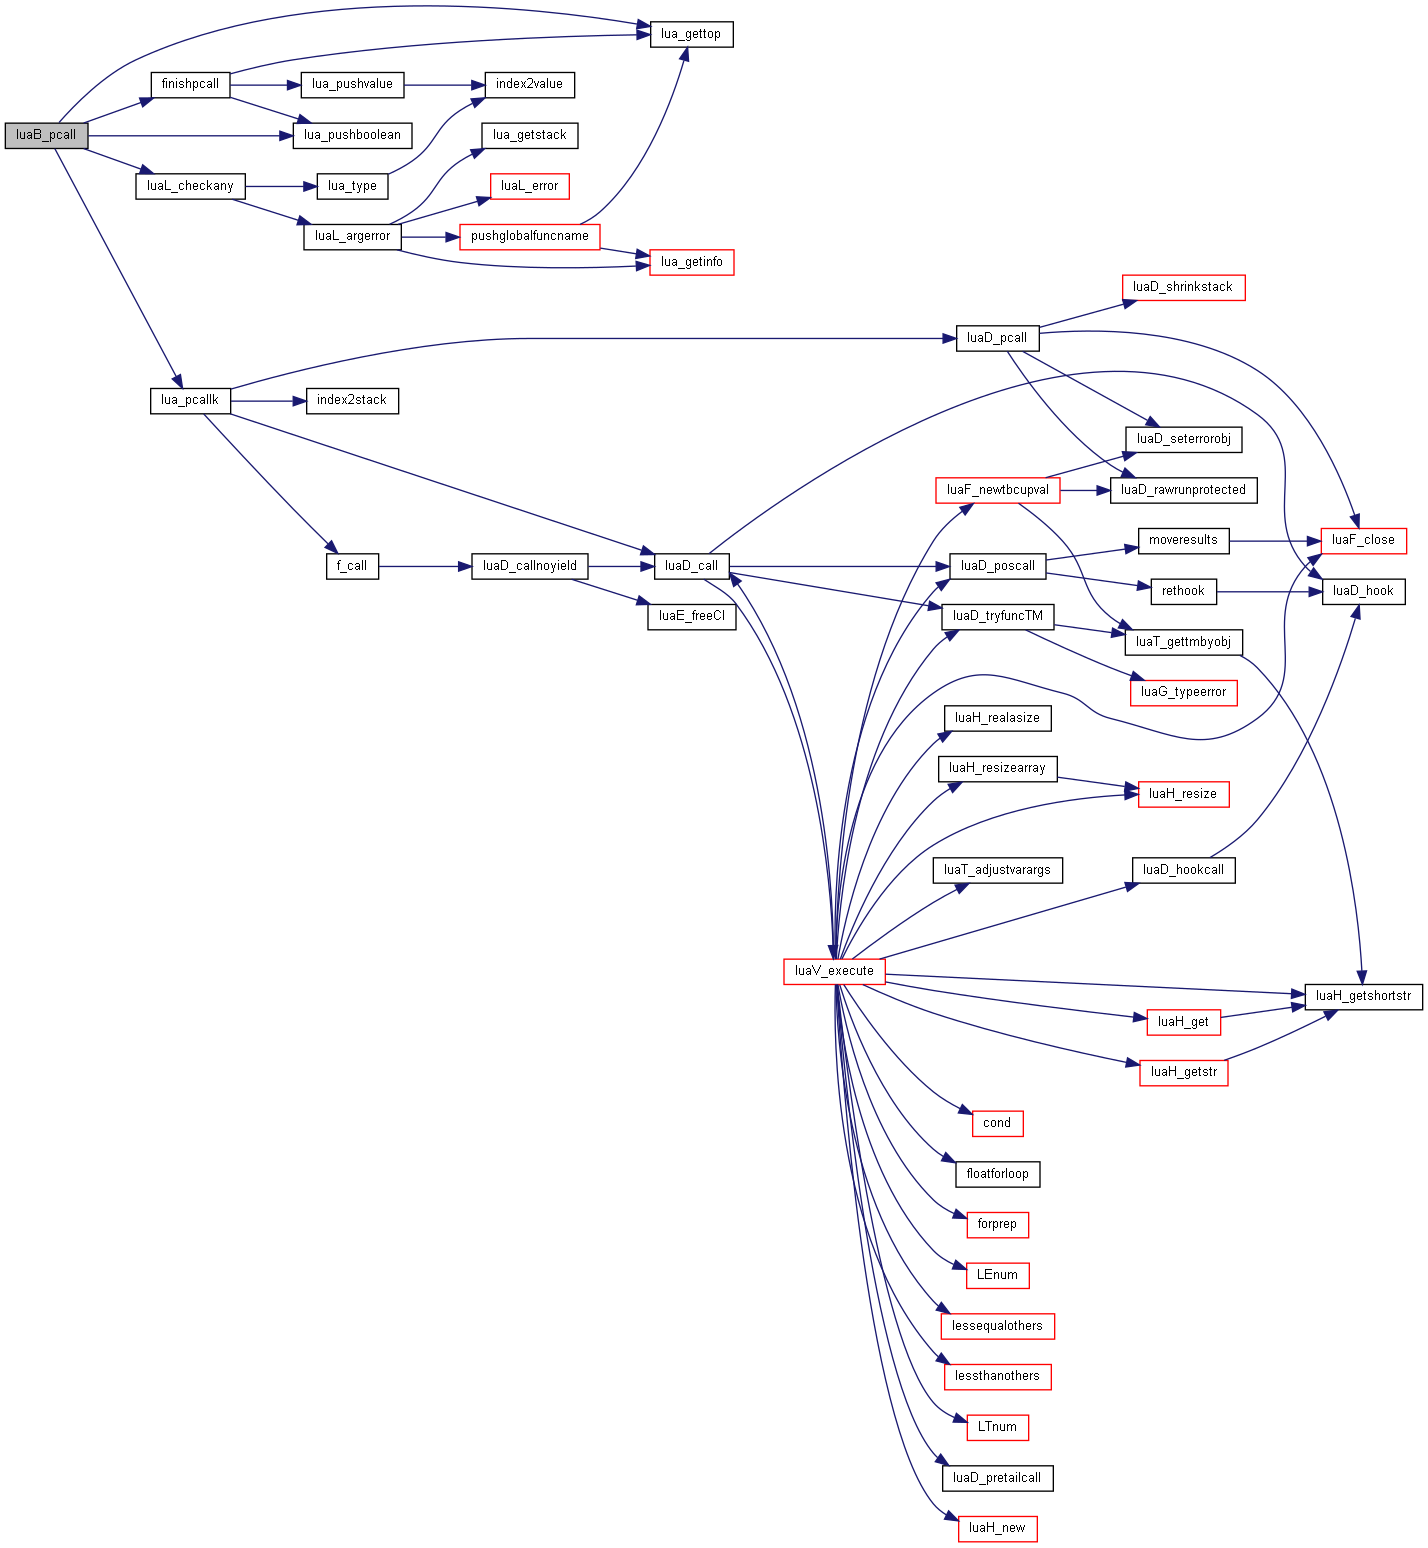 lua_gettop
finishpcall
lua_pushvalue
index2value
luaB_pcall
lua_pushboolean
lua_getstack
luaL_checkany
lua_type
luaL_error
luaL_argerror
pushglobalfuncname
lua_getinfo
luaD_shrinkstack
luaD_pcall
lua_pcallk
index2stack
luaD_seterrorobj
luaF_newtbcupval
luaD_rawrunprotected
moveresults
luaF_close
f_call
luaD_callnoyield
luaD_call
luaD_poscall
rethook
luaD_hook
luaE_freeCI
luaD_tryfuncTM
luaT_gettmbyobj
luaG_typeerror
luaH_realasize
luaH_resizearray
luaH_resize
luaT_adjustvarargs
luaD_hookcall
luaV_execute
luaH_getshortstr
luaH_get
luaH_getstr
cond
floatforloop
forprep
LEnum
lessequalothers
lessthanothers
LTnum
luaD_pretailcall
luaH_new